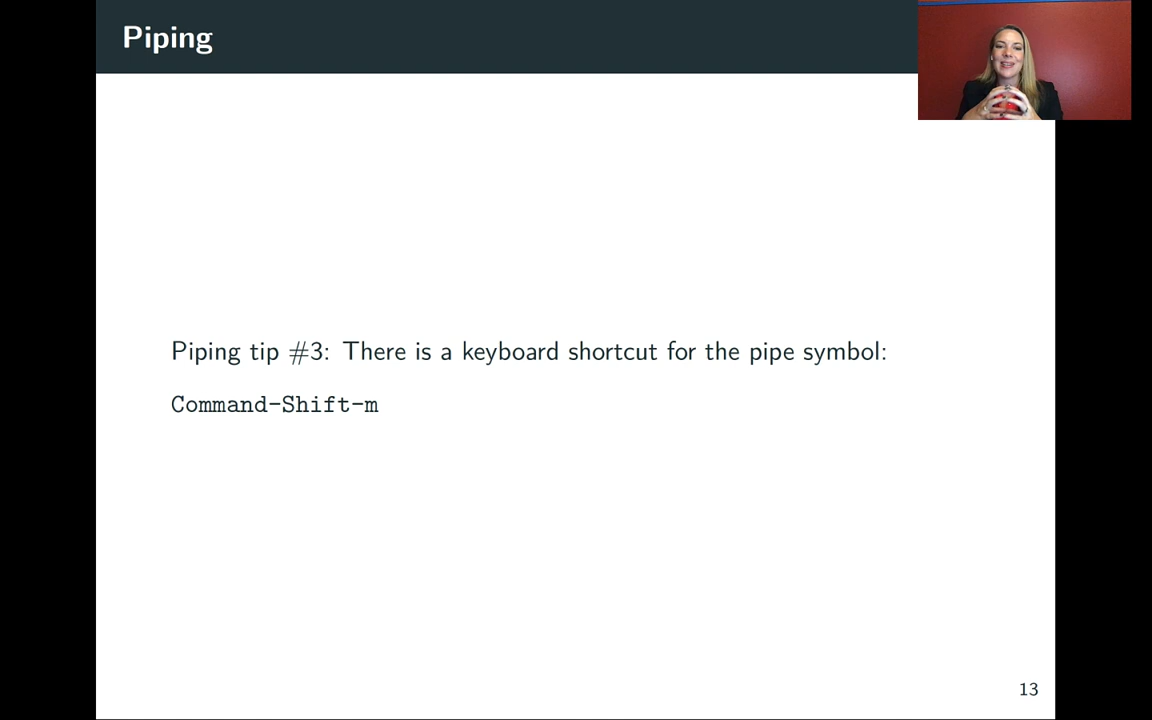 Piping
Piping tip #3: There is a keyboard shortcut for the pipe symbol:
Command-Shift-m
13